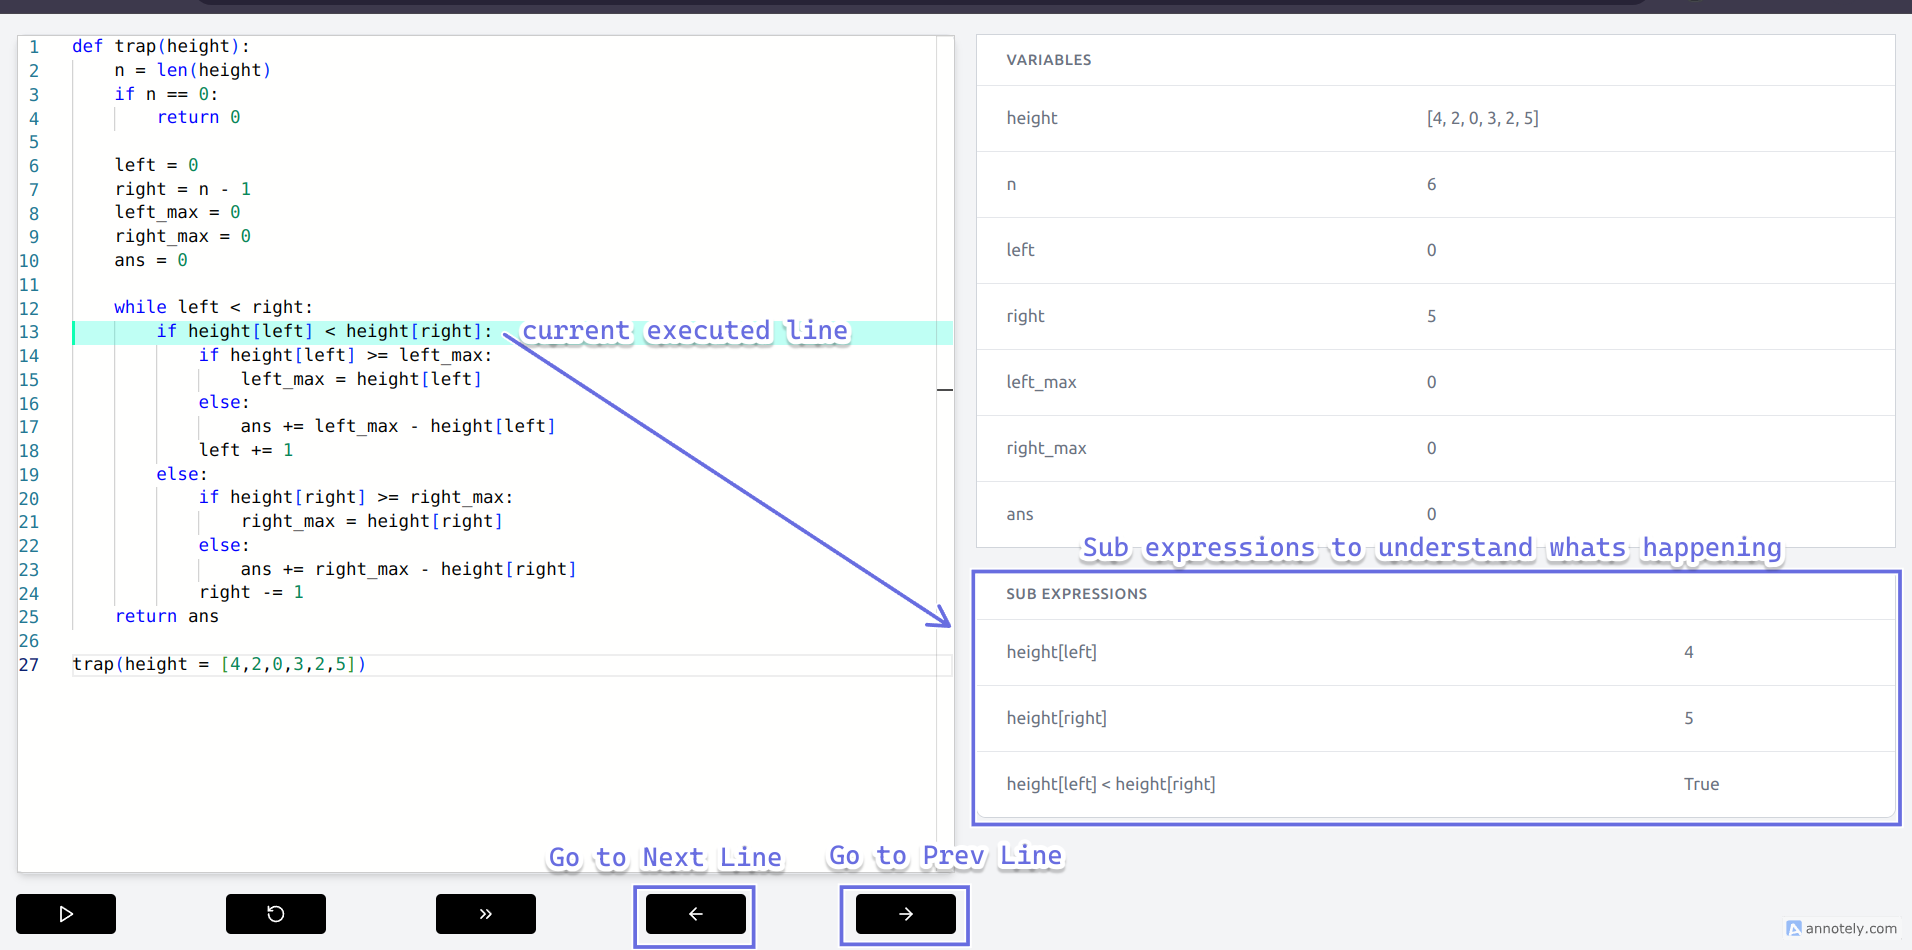 1 def trap(height):
2     n = len(height)
3     if n == 0:
4         return 0
5
6     left = 0
7     right = n - 1
8     left_max = 0
9     right_max = 0
10     ans = 0
11
12     while left < right:
13         if height[left] < height[right]: current executed line
14             if height[left] >= left_max:
15                 left_max = height[left]
16             else:
17                 ans += left_max - height[left]
18             left += 1
19         else:
20             if height[right] >= right_max:
21                 right_max = height[right]
22             else:
23                 ans += right_max - height[right]
24             right -= 1
25     return ans
26
27 trap(height = [4,2,0,3,2,5])
VARIABLES
height [4, 2, 0, 3, 2, 5]
n 6
left 0
right 5
left_max 0
right_max 0
ans 0
Sub expressions to understand whats happening
SUB EXPRESSIONS
height[left] 4
height[right] 5
height[left] < height[right] True
Go to Next Line
Go to Prev Line
annotely.com